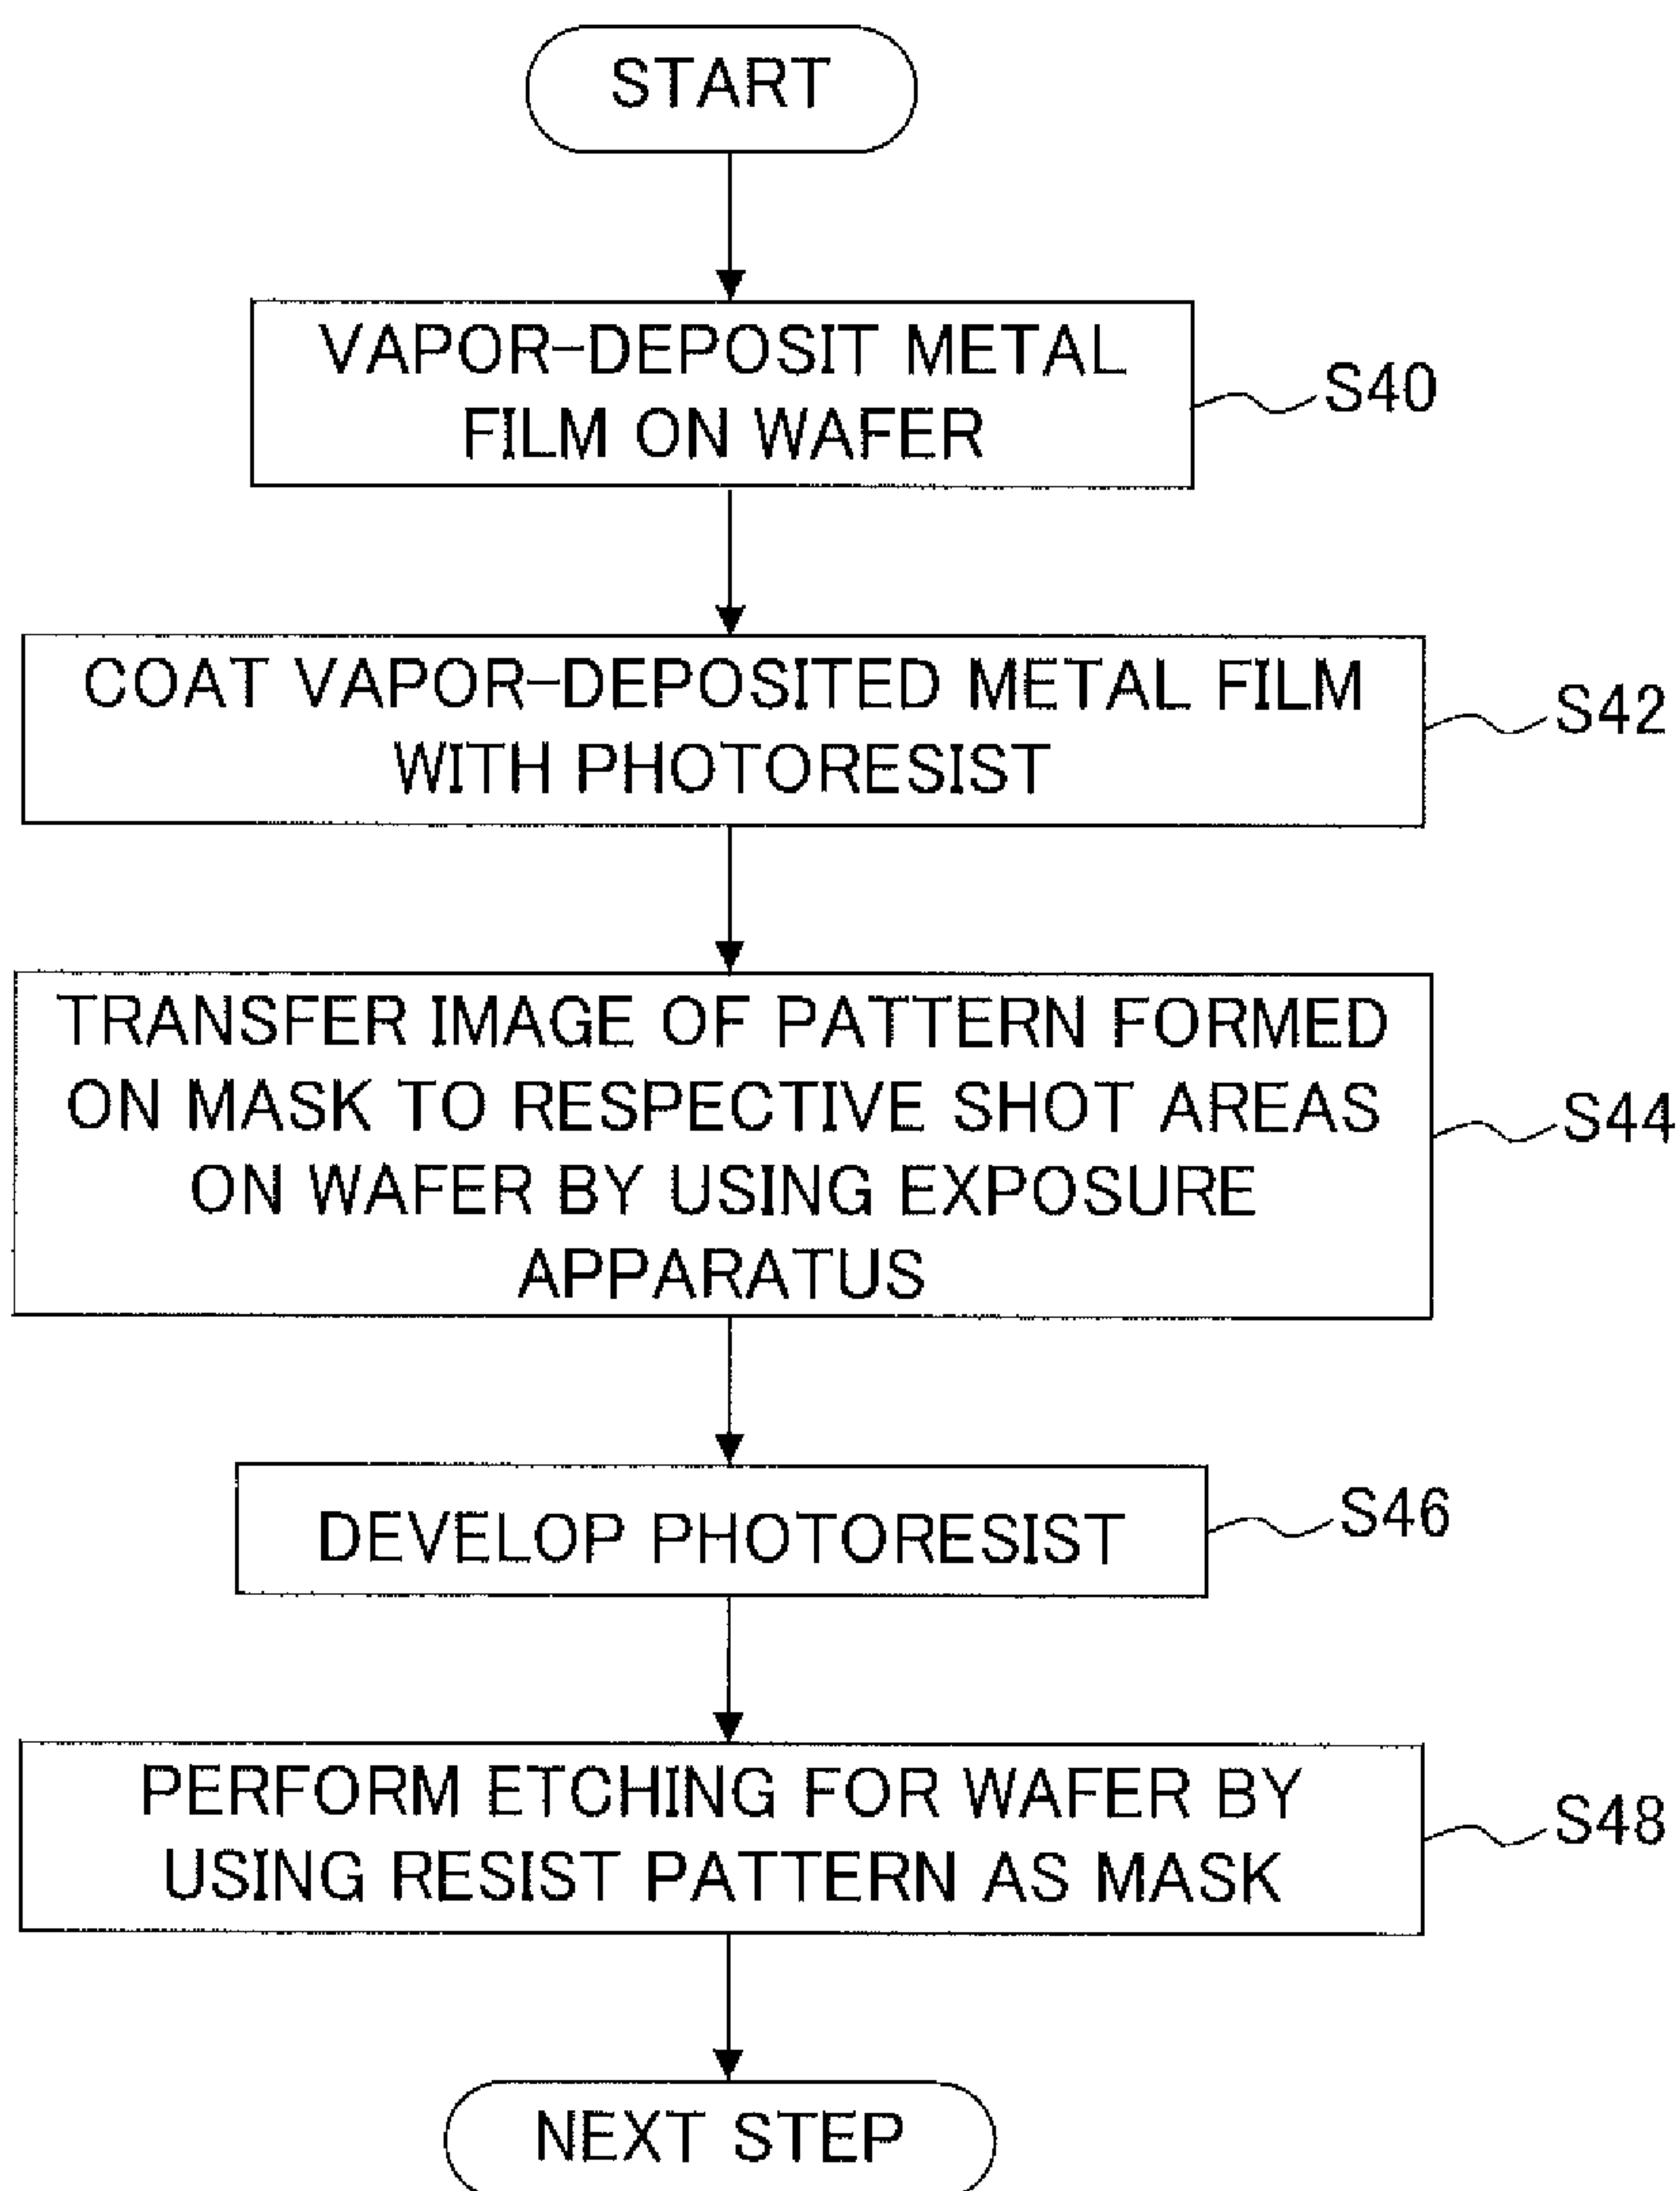 START
VAPOR-DEPOSIT METAL
FILM ON WAFER
S40
COAT VAPOR-DEPOSITED METAL FILM
WITH PHOTORESIST
S42
TRANSFER IMAGE OF PATTERN FORMED
ON MASK TO RESPECTIVE SHOT AREAS
ON WAFER BY USING EXPOSURE
APPARATUS
S44
DEVELOP PHOTORESIST
S46
PERFORM ETCHING FOR WAFER BY
USING RESIST PATTERN AS MASK
S48
NEXT STEP